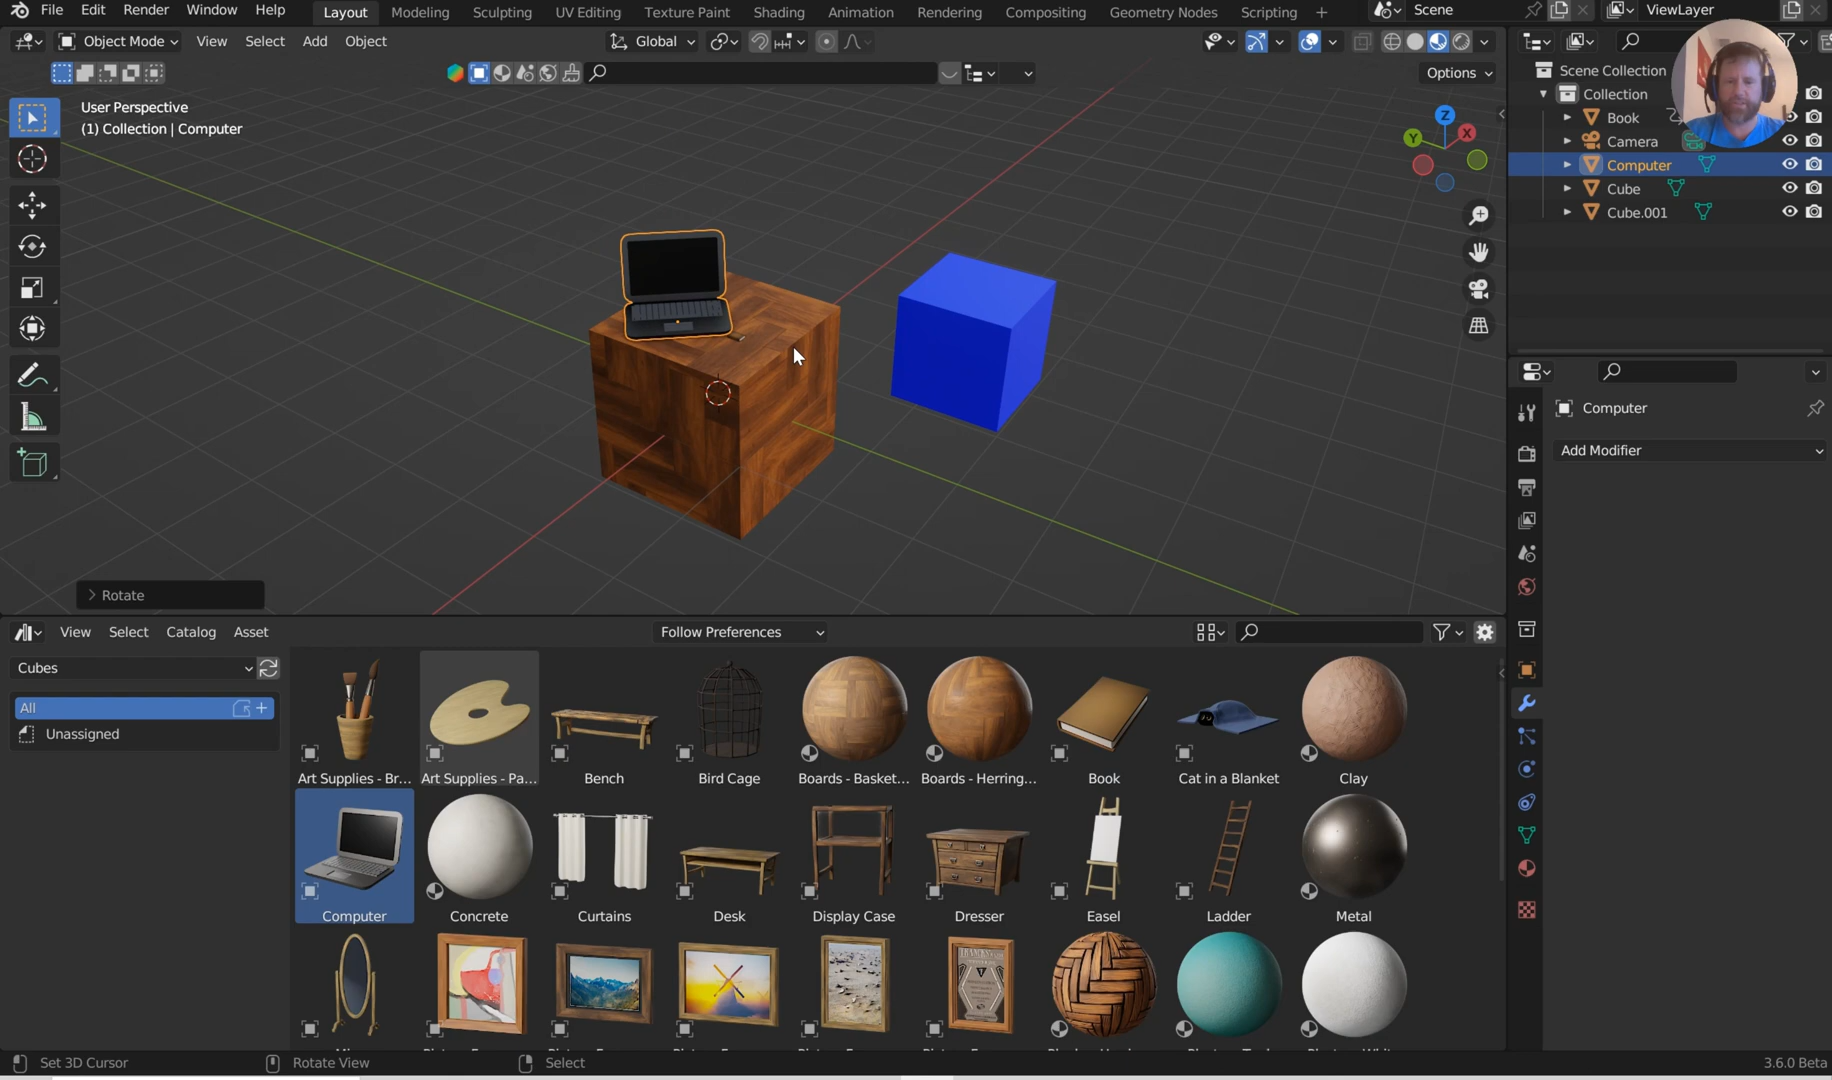 File Edit Render Window Help Layout Modeling Sculpting UV Editing Texture Paint Shading Animation Rendering Compositing Geometry Nodes Scripting + Scene ViewLayer
Object Mode View Select Add Object Global
Options
User Perspective
(1) Collection | Computer
Z
Y
X
Scene Collection
Collection
Book
Camera
Computer
Cube
Cube.001
Computer
Add Modifier
Rotate
View Select Catalog Asset Follow Preferences
Cubes
All
Unassigned
Art Supplies - Br... Art Supplies - Pa... Bench Bird Cage Boards - Basket... Boards - Herring... Book Cat in a Blanket Clay
Computer Concrete Curtains Desk Display Case Dresser Easel Ladder Metal
Set 3D Cursor Rotate View Select 3.6.0 Beta